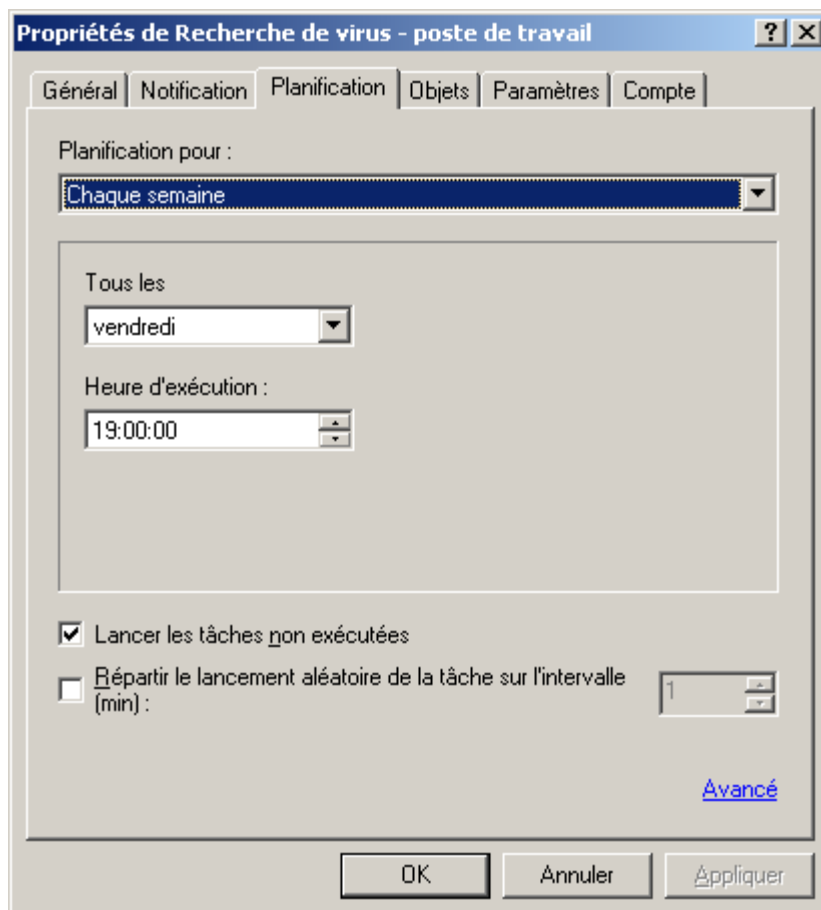 Propriétés de Recherche de virus - poste de travail
Général Notification Planification Objets Paramètres Compte
Planification pour :
Chaque semaine
Tous les
vendredi
Heure d'exécution :
19:00:00
Lancer les tâches non exécutées
Répartir le lancement aléatoire de la tâche sur l'intervalle
(min) :
1
Avancé
OK Annuler Appliquer